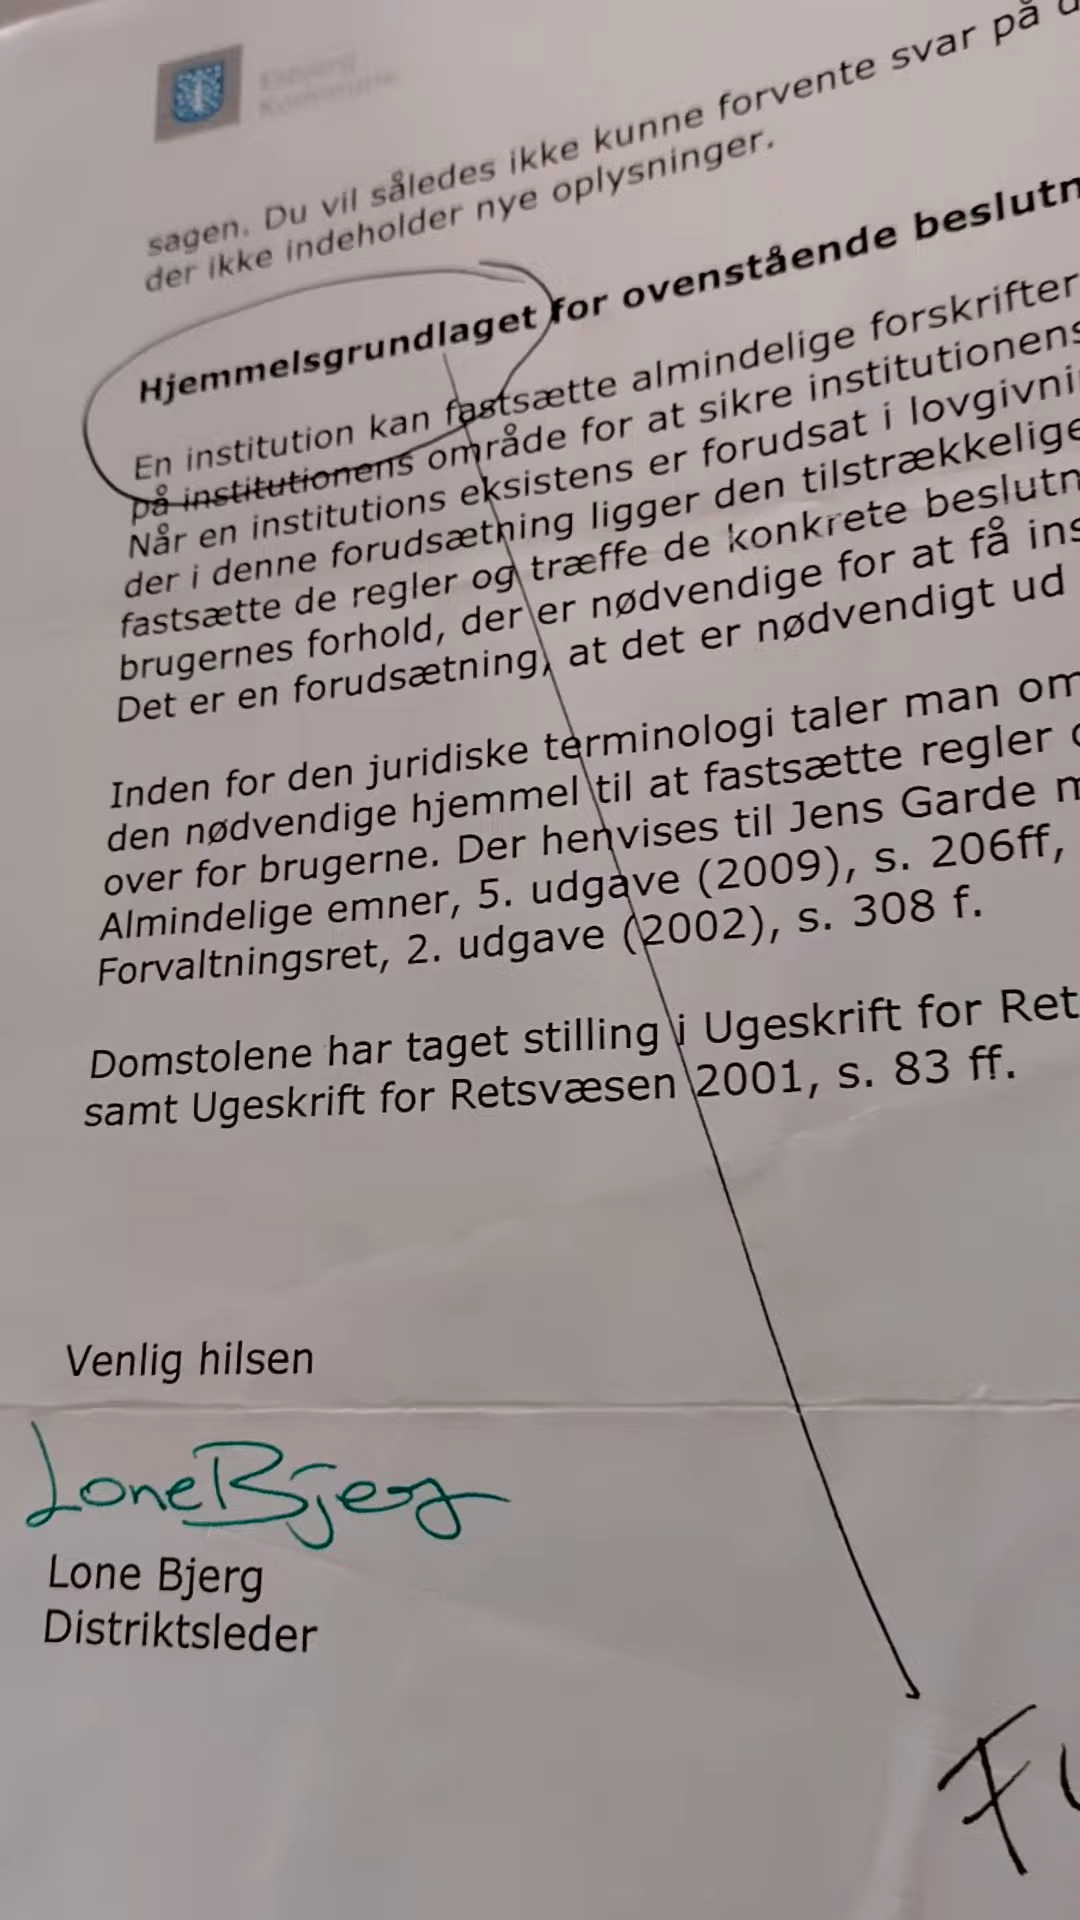 Esbjerg
Kommune
sagen. Du vil således ikke kunne forvente svar på
der ikke indeholder nye oplysninger.
Hjemmelsgrundlaget for ovenstående beslutn
En institution kan fastsætte almindelige forskrifter
på institutionens område for at sikre institutionens
Når en institutions eksistens er forudsat i lovgivni
der i denne forudsætning ligger den tilstrækkelige
fastsætte de regler og træffe de konkrete beslutn
brugernes forhold, der er nødvendige for at få ins
Det er en forudsætning, at det er nødvendigt ud
Inden for den juridiske terminologi taler man om
den nødvendige hjemmel til at fastsætte regler
over for brugerne. Der henvises til Jens Garde m
Almindelige emner, 5. udgave (2009), s. 206ff,
Forvaltningsret, 2. udgave (2002), s. 308 f.
Domstolene har taget stilling i Ugeskrift for Ret
samt Ugeskrift for Retsvæsen 2001, s. 83 ff.
Venlig hilsen
Lone Bjerg
Lone Bjerg
Distriktsleder